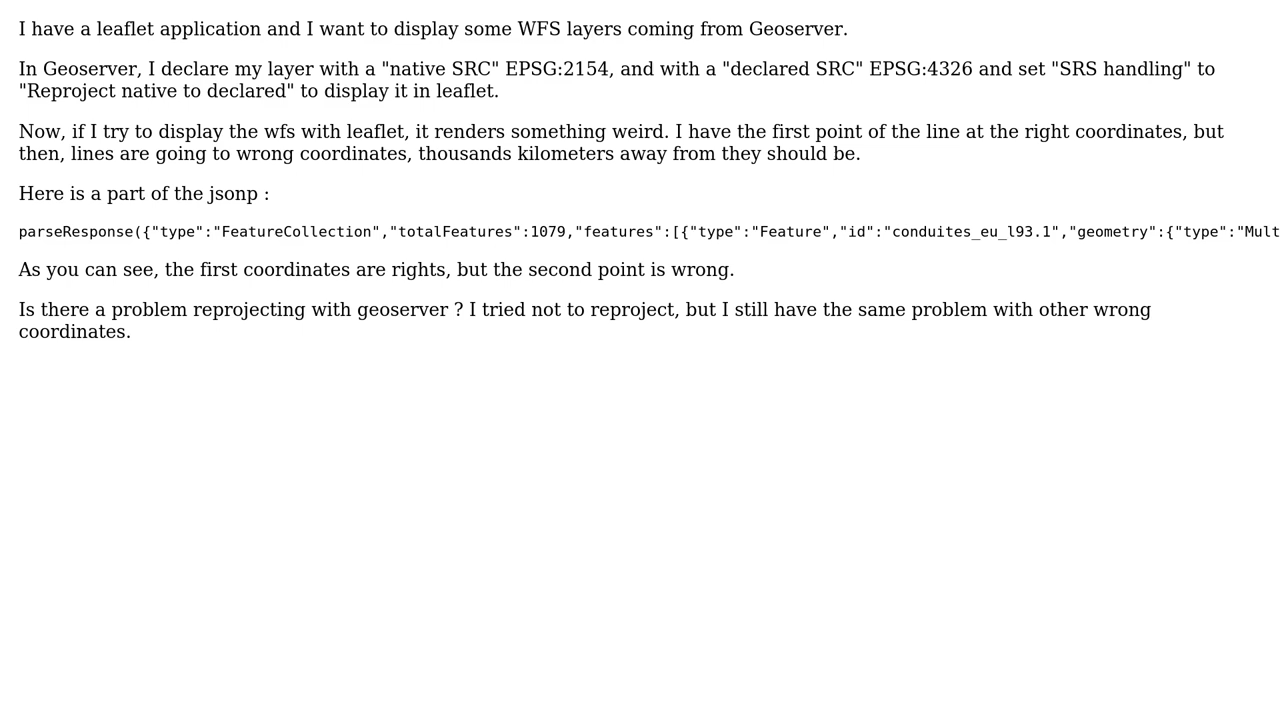 I have a leaflet application and I want to display some WFS layers coming from Geoserver.
In Geoserver, I declare my layer with a "native SRC" EPSG:2154, and with a "declared SRC" EPSG:4326 and set "SRS handling" to
"Reproject native to declared" to display it in leaflet.
Now, if I try to display the wfs with leaflet, it renders something weird. I have the first point of the line at the right coordinates, but
then, lines are going to wrong coordinates, thousands kilometers away from they should be.
Here is a part of the jsonp :
parseResponse({"type":"FeatureCollection","totalFeatures":1079,"features":[{"type":"Feature","id":"conduites_eu_l93.1","geometry":{"type":"Mult
As you can see, the first coordinates are rights, but the second point is wrong.
Is there a problem reprojecting with geoserver ? I tried not to reproject, but I still have the same problem with other wrong
coordinates.